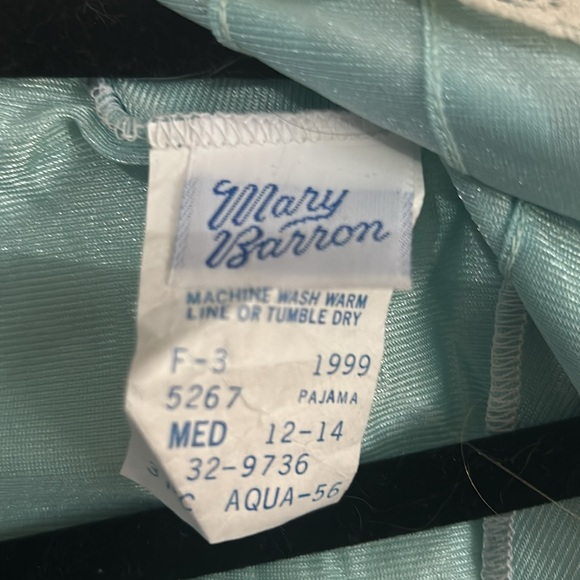 Mary
Barron
MACHINE WASH WARM
LINE OR TUMBLE DRY
F-3 1999
5267 PAJAMA
MED 12-14
32-9736
C AQUA-56